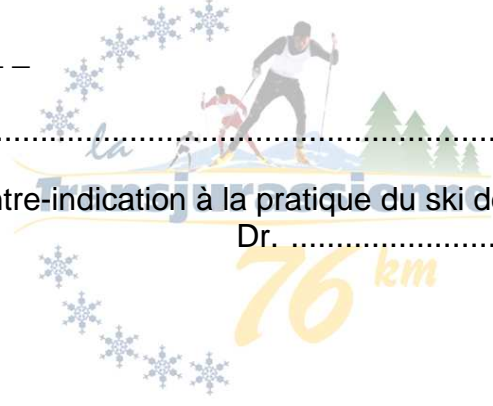 _ _
........................................................................
la
Transjurassienne
ntre-indication à la pratique du ski de
Dr. ........................
76 km